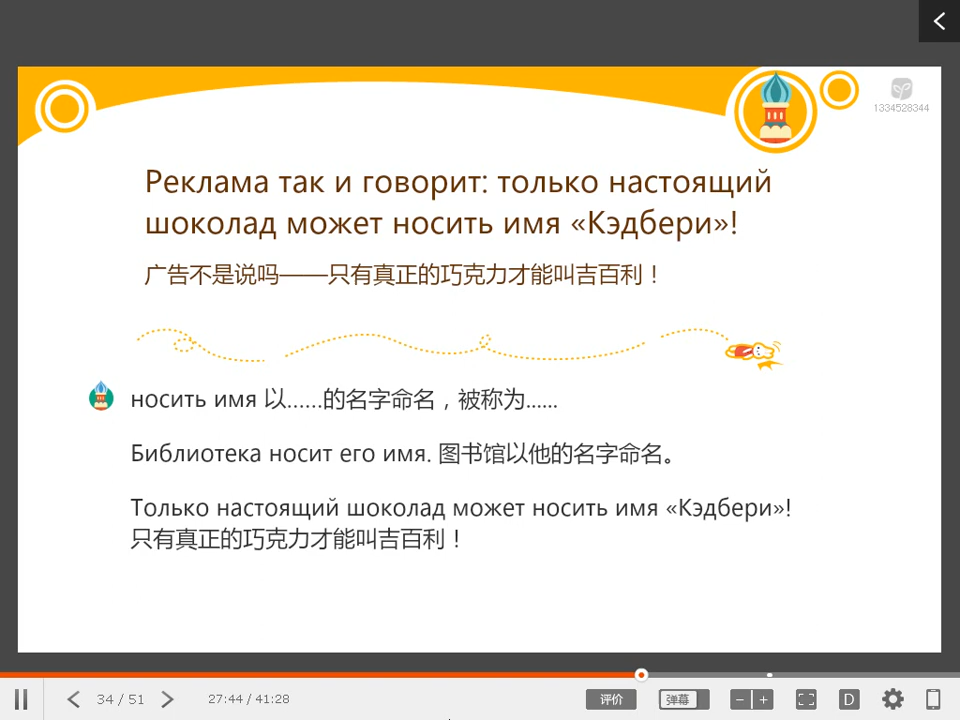 1334528344
Реклама так и говорит: только настоящий
шоколад может носить имя «Кэдбери»!
广告不是说吗——只有真正的巧克力才能叫吉百利！
носить имя 以……的名字命名，被称为……
Библиотека носит его имя. 图书馆以他的名字命名。
Только настоящий шоколад может носить имя «Кэдбери»!
只有真正的巧克力才能叫吉百利！
34 / 51 27:44 / 41:28 评价 弹幕 D